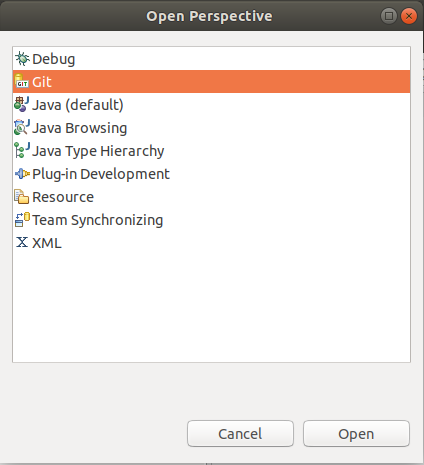 Open Perspective
Debug
Git
Java (default)
Java Browsing
Java Type Hierarchy
Plug-in Development
Resource
Team Synchronizing
XML
Cancel
Open